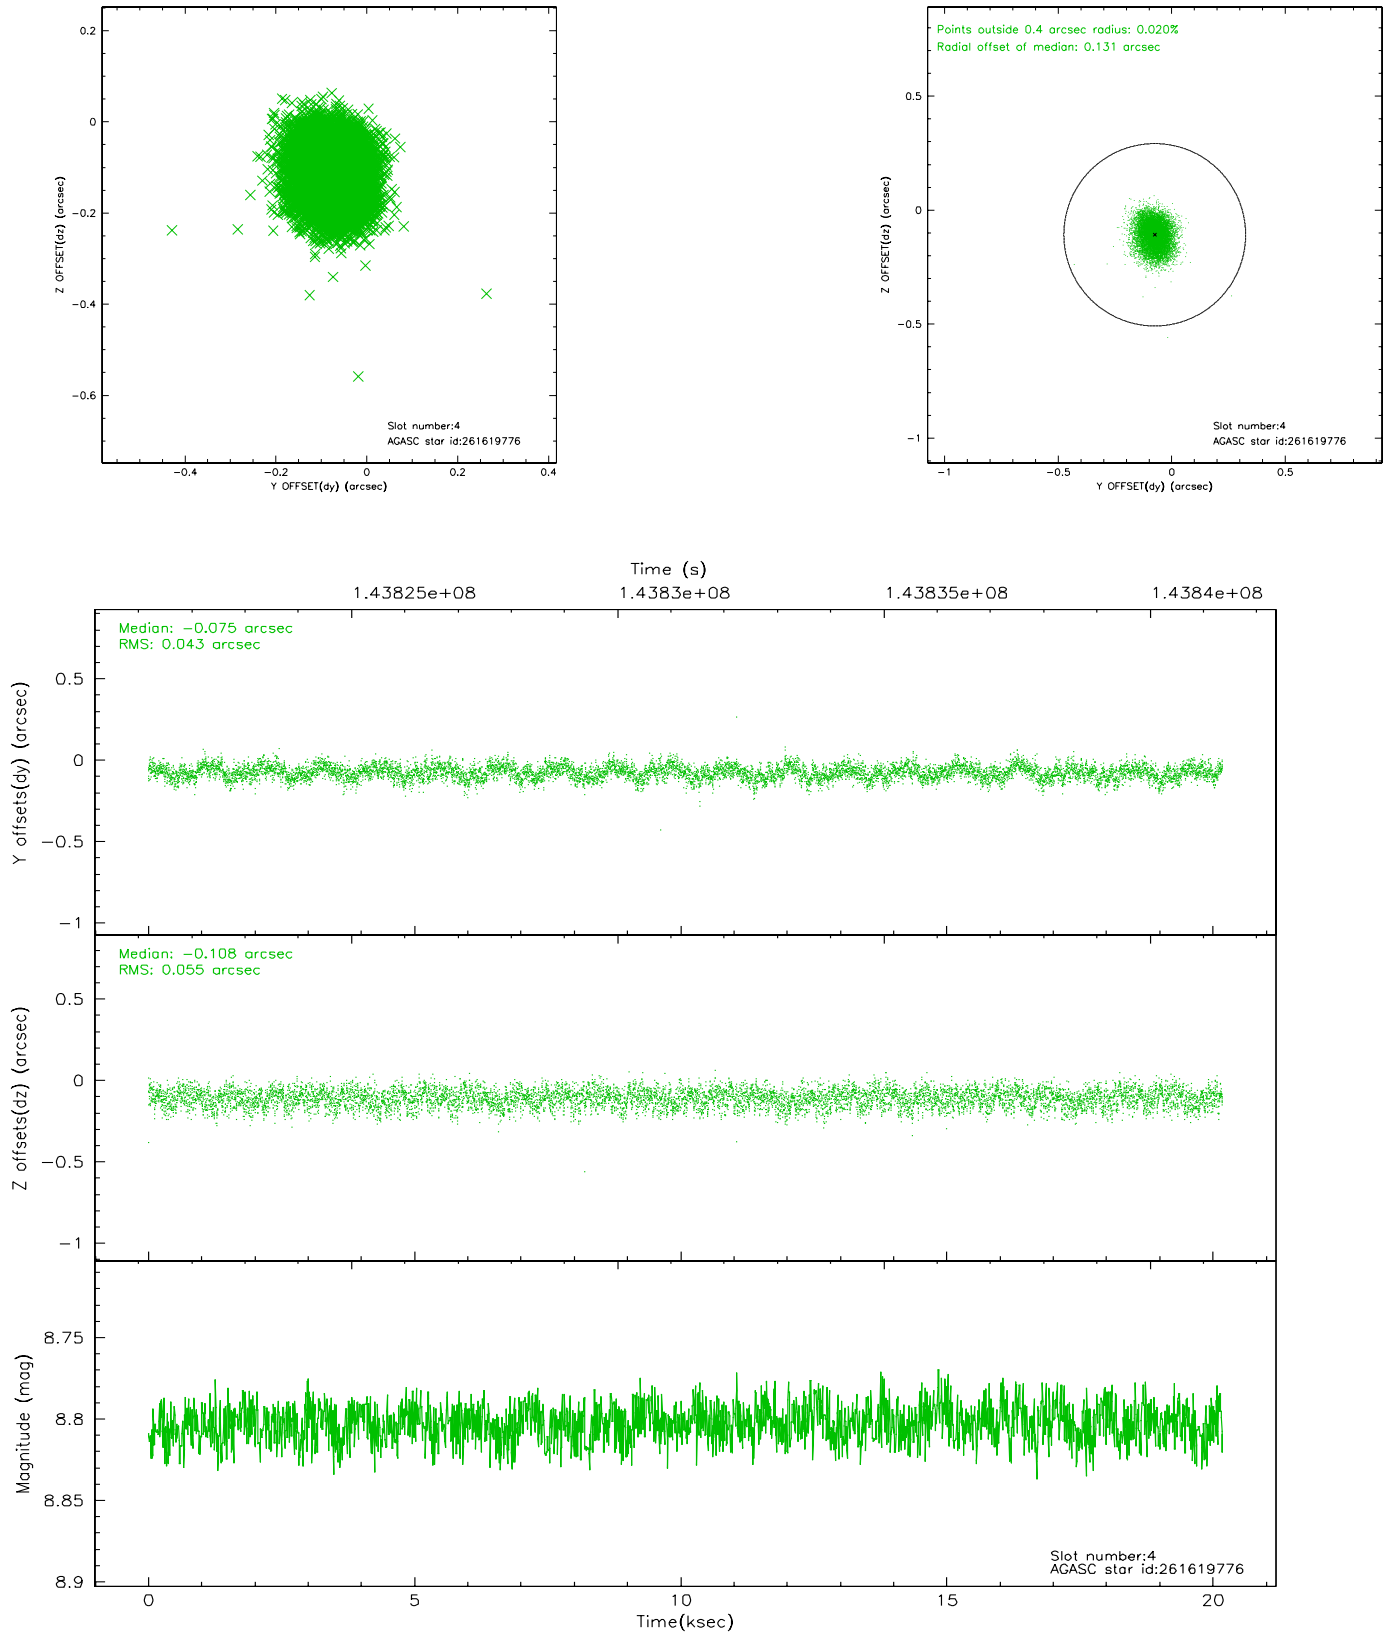 0.2
0
-0.2
-0.4
-0.6
Z OFFSET(dz) (arcsec)
Slot number:4
AGASC star id:261619776
-0.4
-0.2
0
0.2
0.4
Y OFFSET(dy) (arcsec)
Points outside 0.4 arcsec radius: 0.020%
Radial offset of median: 0.131 arcsec
0.5
0
-0.5
-1
Z OFFSET(dz) (arcsec)
Slot number:4
AGASC star id:261619776
-1
-0.5
0
0.5
Y OFFSET(dy) (arcsec)
Time (s)
1.43825e+08
1.4383e+08
1.43835e+08
1.4384e+08
Median: -0.075 arcsec
RMS: 0.043 arcsec
0.5
0
-0.5
-1
Y offsets(dy) (arcsec)
Median: -0.108 arcsec
RMS: 0.055 arcsec
0.5
0
-0.5
-1
Z offsets(dz) (arcsec)
8.75
8.8
8.85
8.9
Magnitude (mag)
Slot number:4
AGASC star id:261619776
0
5
10
15
20
Time(ksec)